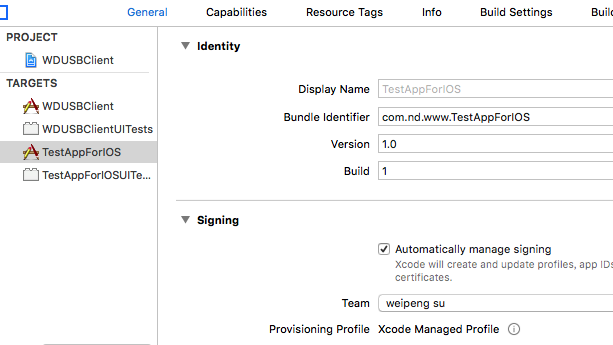 General Capabilities Resource Tags Info Build Settings
PROJECT
WDUSBClient
TARGETS
WDUSBClient
WDUSBClientUITests
TestAppForIOS
TestAppForIOSUITe...
Identity
Display Name TestAppForIOS
Bundle Identifier com.nd.www.TestAppForIOS
Version 1.0
Build 1
Signing
Automatically manage signing
Xcode will create and update profiles, app IDs
certificates.
Team weipeng su
Provisioning Profile Xcode Managed Profile